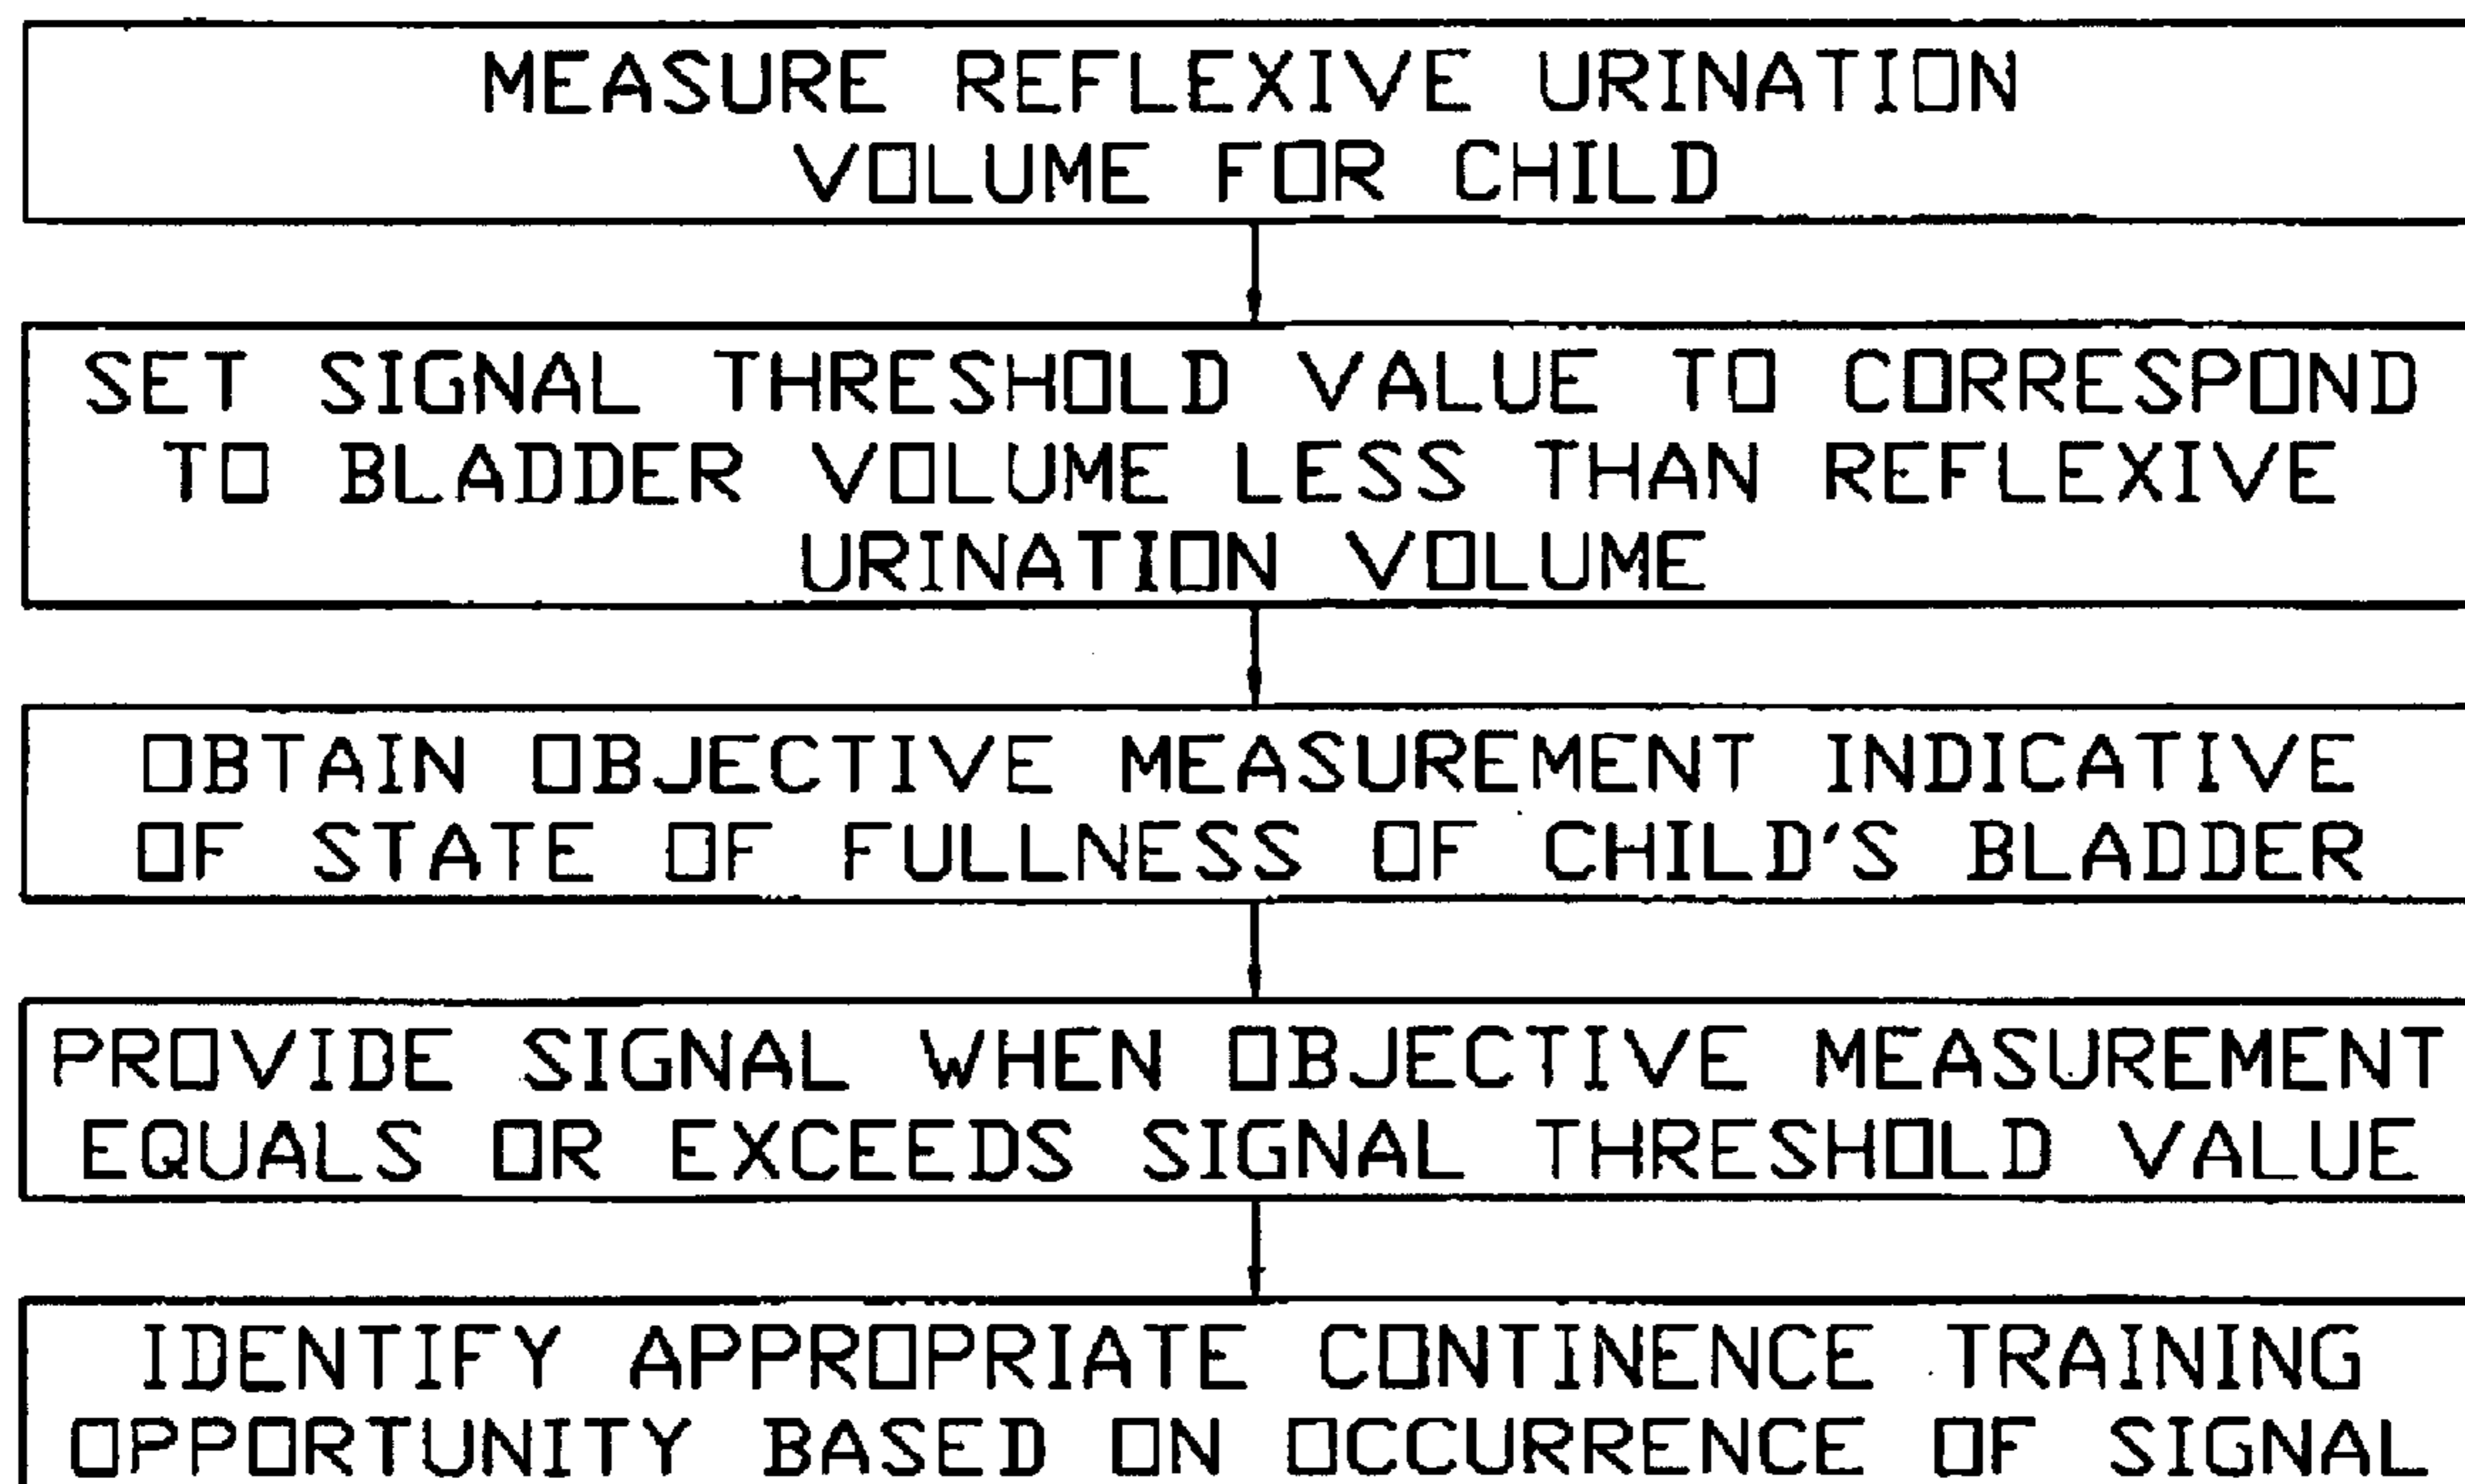 MEASURE REFLEXIVE URINATION
VOLUME FOR CHILD
SET SIGNAL THRESHOLD VALUE TO CORRESPOND
TO BLADDER VOLUME LESS THAN REFLEXIVE
URINATION VOLUME
OBTAIN OBJECTIVE MEASUREMENT INDICATIVE
OF STATE OF FULLNESS OF CHILD'S BLADDER
PROVIDE SIGNAL WHEN OBJECTIVE MEASUREMENT
EQUALS OR EXCEEDS SIGNAL THRESHOLD VALUE
IDENTIFY APPROPRIATE CONTINENCE TRAINING
OPPORTUNITY BASED ON OCCURRENCE OF SIGNAL